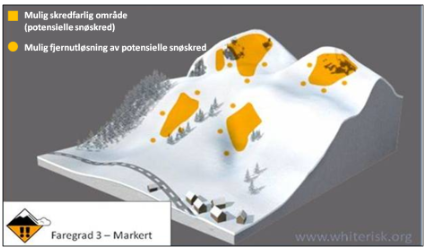 Mulig skredfarlig område
(potensielle snøskred)
Mulig fjernutløsning av potensielle snøskred
!!
Faregrad 3 – Markert
www.whiterisk.org